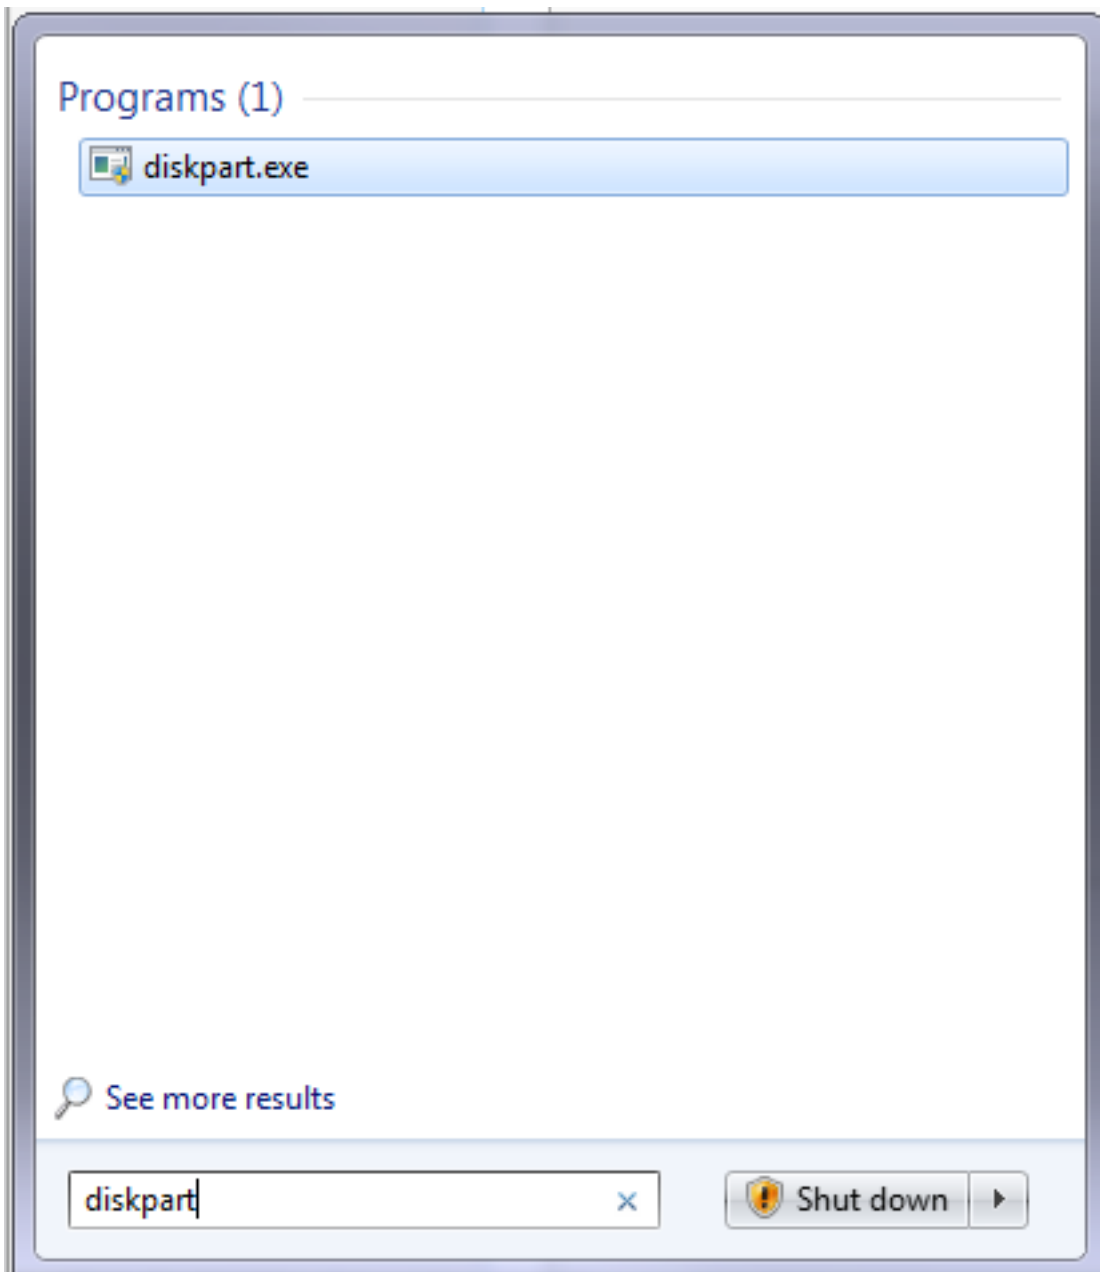 Programs (1)
diskpart.exe
See more results
diskpart
Shut down